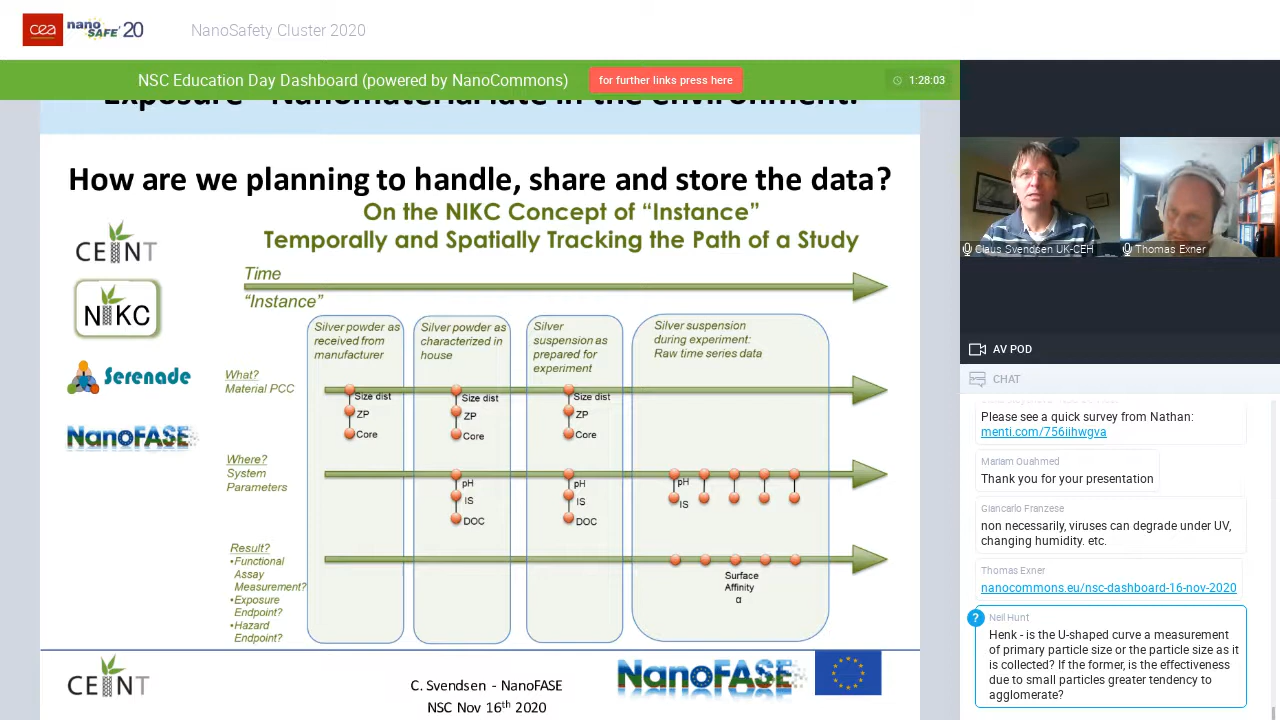 cea nano SAFE' 20
NanoSafety Cluster 2020
NSC Education Day Dashboard (powered by NanoCommons)
for further links press here
1:28:03
Exposure - Nanomaterial fate in the environment.
How are we planning to handle, share and store the data?
On the NIKC Concept of “Instance”
Temporally and Spatially Tracking the Path of a Study
CEINT
NIKC
Serenade
NanoFASE
Time
“Instance”
Silver powder as
received from
manufacturer
Silver powder as
characterized in
house
Silver
suspension as
prepared for
experiment
Silver suspension
during experiment:
Raw time series data
What?
Material PCC
Size dist
ZP
Core
Size dist
ZP
Core
Size dist
ZP
Core
Where?
System
Parameters
pH
IS
DOC
pH
IS
DOC
pH
IS
Result?
•Functional
Assay
Measurement?
•Exposure
Endpoint?
•Hazard
Endpoint?
Surface
Affinity
α
CEINT
C. Svendsen - NanoFASE
NSC Nov 16th 2020
NanoFASE
Claus Svendsen UK-CEH
Thomas Exner
AV POD
CHAT
Please see a quick survey from Nathan:
menti.com/756iihwgva
Mariam Ouahmed
Thank you for your presentation
Giancarlo Franzese
non necessarily, viruses can degrade under UV,
changing humidity. etc.
Thomas Exner
nanocommons.eu/nsc-dashboard-16-nov-2020
?
Neil Hunt
Henk - is the U-shaped curve a measurement
of primary particle size or the particle size as it
is collected? If the former, is the effectiveness
due to small particles greater tendency to
agglomerate?